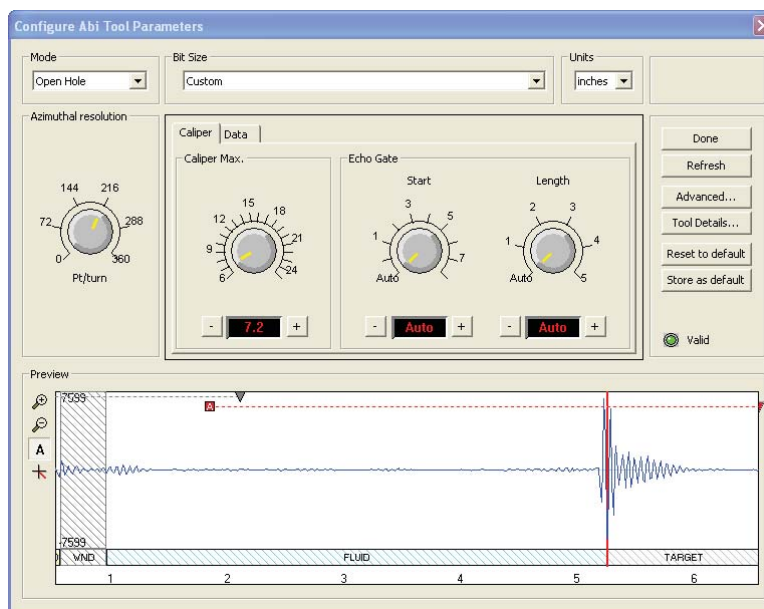 Configure Abi Tool Parameters
Mode
Open Hole
Bit Size
Custom
Units
inches
Azimuthal resolution
0
72
144
216
288
360
Pt/turn
Caliper
Data
Caliper Max.
6
9
12
15
18
21
24
-
7.2
+
Echo Gate
Start
Auto
1
3
5
7
-
Auto
+
Length
Auto
1
2
3
4
5
-
Auto
+
Done
Refresh
Advanced...
Tool Details...
Reset to default
Store as default
Valid
Preview
A
7599
-7599
A
WND
FLUID
TARGET
1 2 3 4 5 6